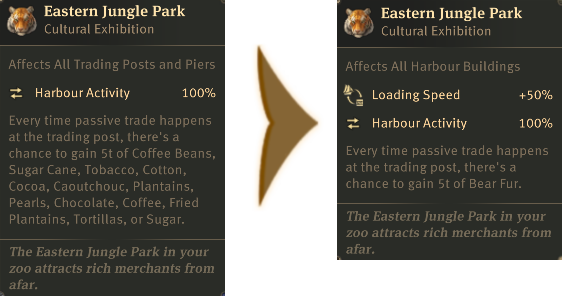 Eastern Jungle Park
Cultural Exhibition
Affects All Trading Posts and Piers
Harbour Activity 100%
Every time passive trade happens
at the trading post, there's a
chance to gain 5t of Coffee Beans,
Sugar Cane, Tobacco, Cotton,
Cocoa, Caoutchouc, Plantains,
Pearls, Chocolate, Coffee, Fried
Plantains, Tortillas, or Sugar.
The Eastern Jungle Park in your
zoo attracts rich merchants from
afar.
Eastern Jungle Park
Cultural Exhibition
Affects All Harbour Buildings
Loading Speed +50%
Harbour Activity 100%
Every time passive trade happens
at the trading post, there's a
chance to gain 5t of Bear Fur.
The Eastern Jungle Park in your
zoo attracts rich merchants from
afar.